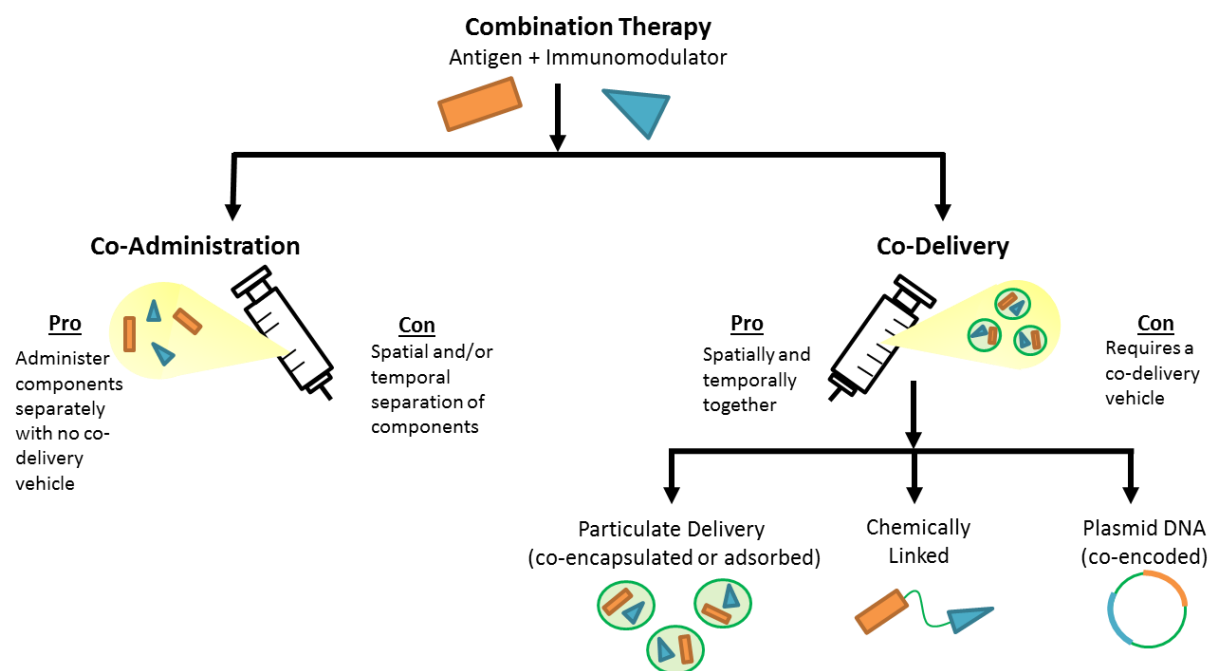 Combination Therapy
Antigen + Immunomodulator
Co-Administration
Pro
Administer
components
separately
with no co-
delivery
vehicle
Con
Spatial and/or
temporal
separation of
components
Co-Delivery
Pro
Spatially and
temporally
together
Con
Requires a
co-delivery
vehicle
Particulate Delivery
(co-encapsulated or adsorbed)
Chemically
Linked
Plasmid DNA
(co-encoded)